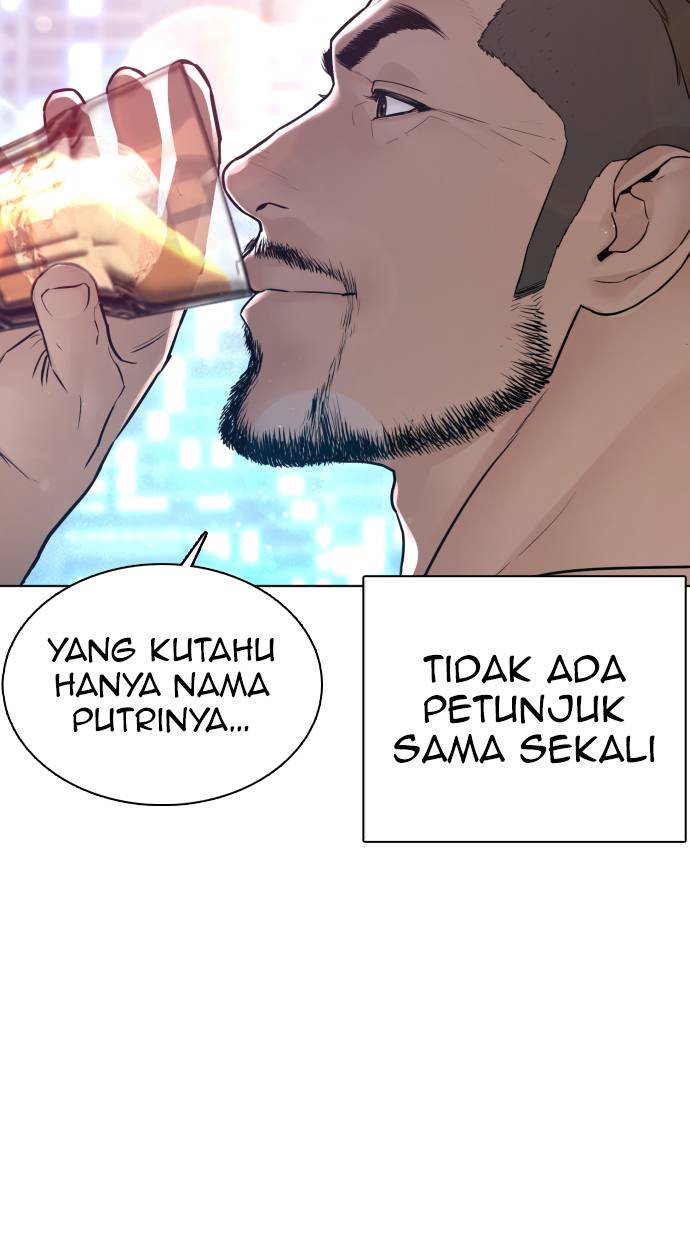 YANG KUTAHU
HANYA NAMA
PUTRINYA...
TIDAK ADA
PETUNJUK
SAMA SEKALI